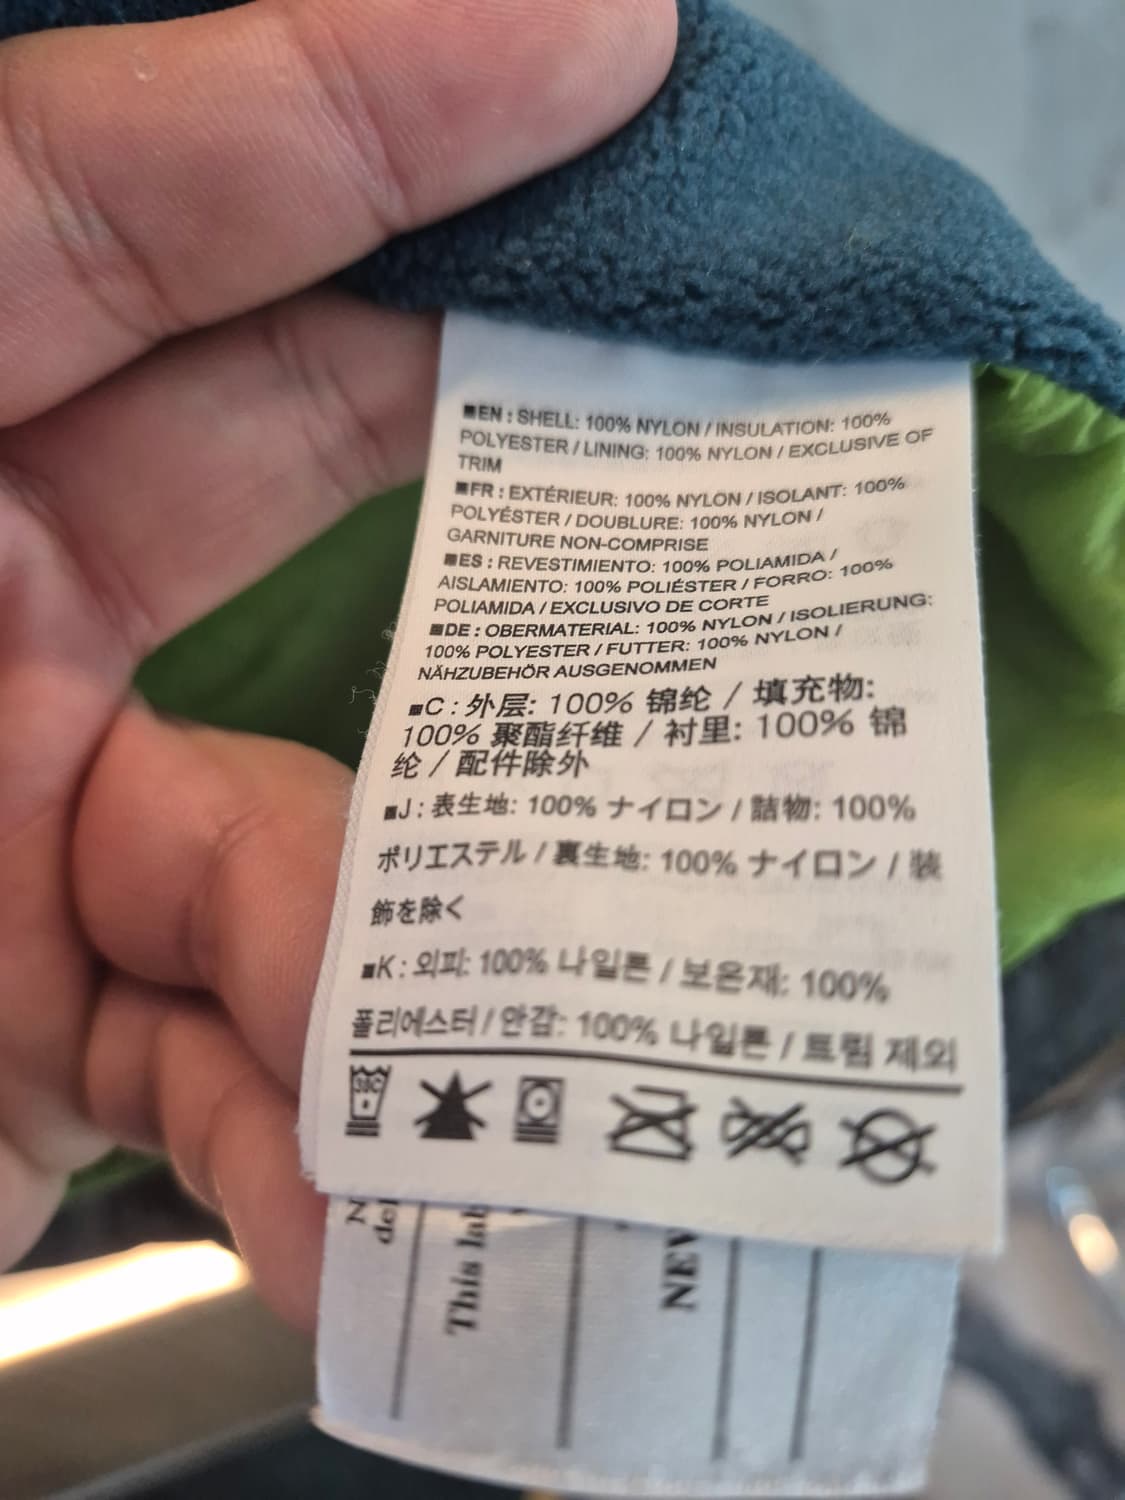 ■EN : SHELL: 100% NYLON / INSULATION: 100%
POLYESTER / LINING: 100% NYLON / EXCLUSIVE OF
TRIM
■FR : EXTÉRIEUR: 100% NYLON / ISOLANT: 100%
POLYÉSTER / DOUBLURE: 100% NYLON /
GARNITURE NON-COMPRISE
■ES : REVESTIMIENTO: 100% POLIAMIDA /
AISLAMIENTO: 100% POLIÉSTER / FORRO: 100%
POLIAMIDA / EXCLUSIVO DE CORTE
■DE : OBERMATERIAL: 100% NYLON / ISOLIERUNG:
100% POLYESTER / FUTTER: 100% NYLON /
NÄHZUBEHÖR AUSGENOMMEN
■C : 外层: 100% 锦纶 / 填充物:
100% 聚酯纤维 / 衬里: 100% 锦
纶 / 配件除外
■J : 表生地: 100% ナイロン / 詰物: 100%
ポリエステル / 裏生地: 100% ナイロン / 装
飾を除く
■K : 외피: 100% 나일론 / 보온재: 100%
폴리에스터 / 안감: 100% 나일론 / 트림 제외
This